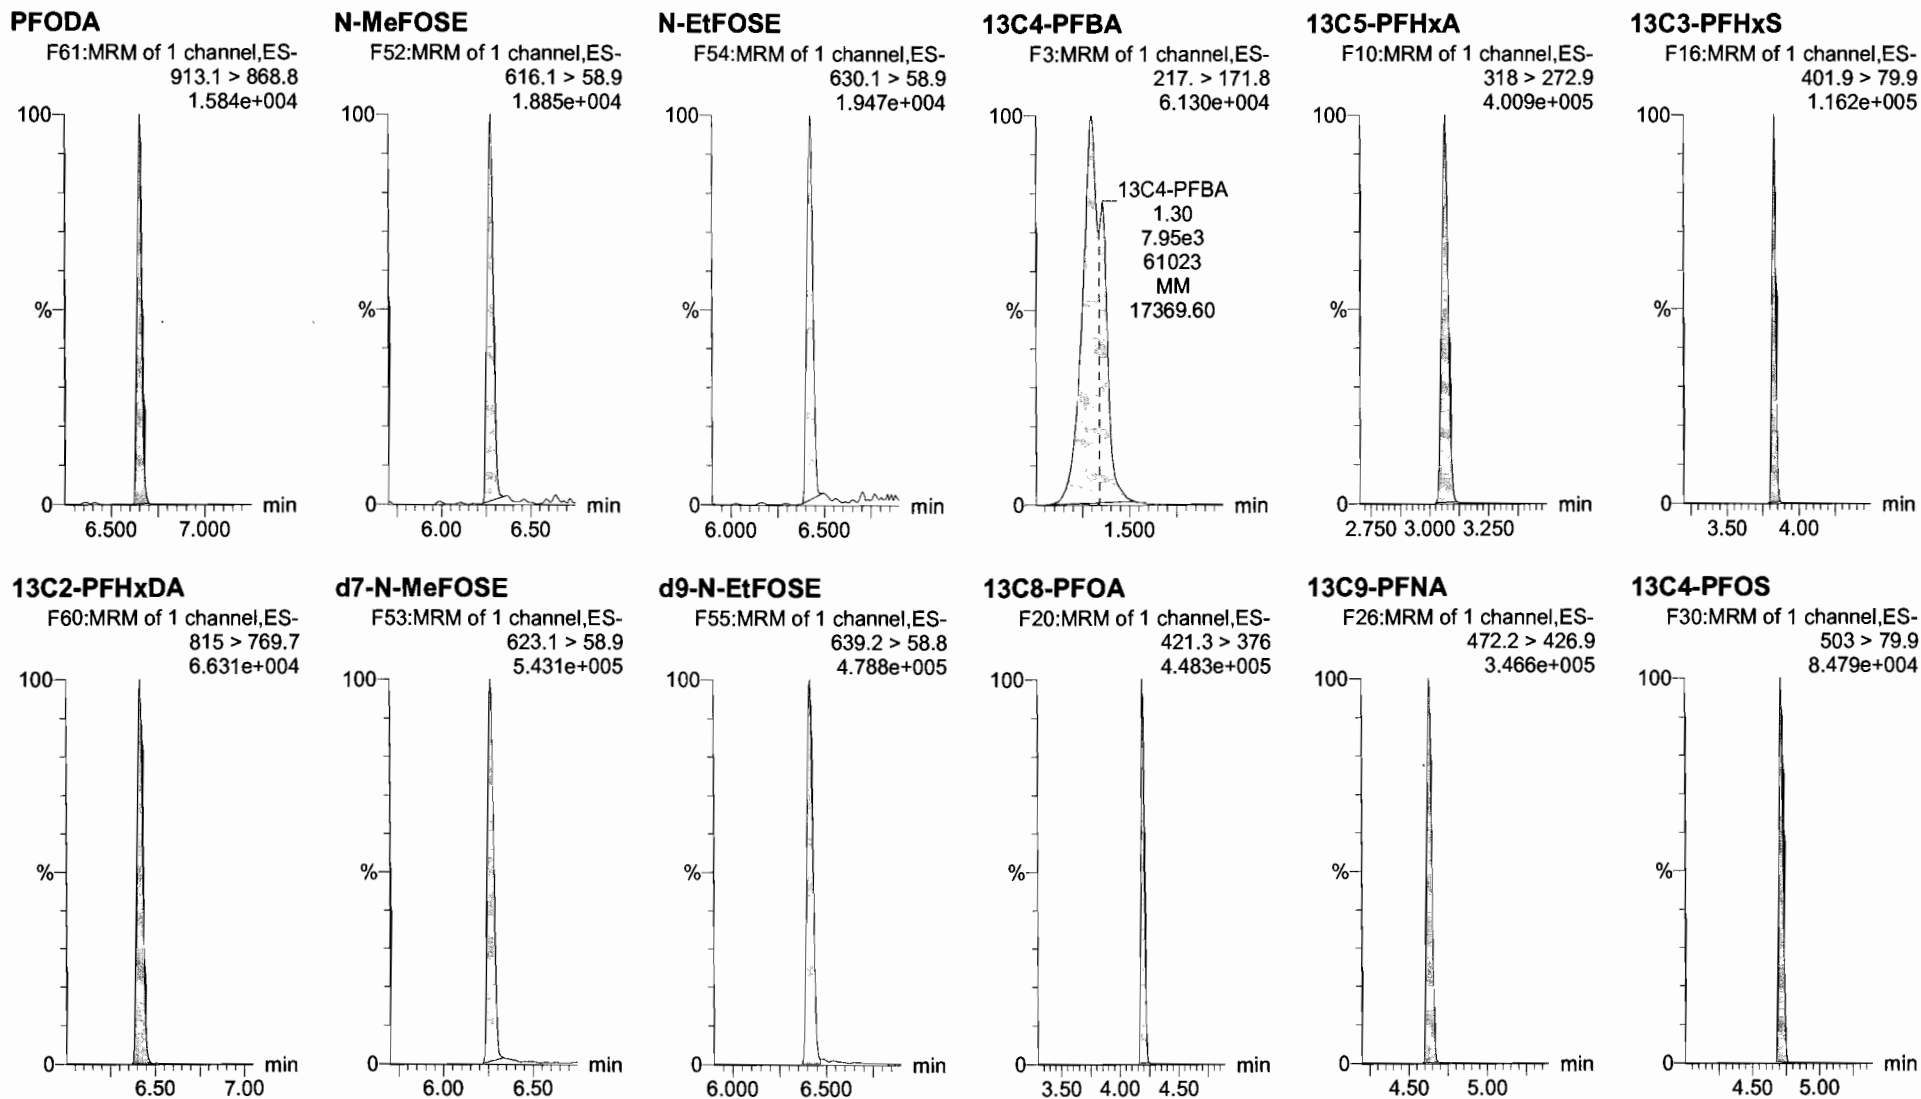 PFODA
F61:MRM of 1 channel,ES-
913.1 > 868.8
1.584e+004
100
%
0
6.500 7.000 min
N-MeFOSE
F52:MRM of 1 channel,ES-
616.1 > 58.9
1.885e+004
100
%
0
6.00 6.50 min
N-EtFOSE
F54:MRM of 1 channel,ES-
630.1 > 58.9
1.947e+004
100
%
0
6.000 6.500 min
13C4-PFBA
F3:MRM of 1 channel,ES-
217. > 171.8
6.130e+004
100
13C4-PFBA
1.30
7.95e3
61023
MM
17369.60
%
0
1.500 min
13C5-PFHxA
F10:MRM of 1 channel,ES-
318 > 272.9
4.009e+005
100
%
0
2.750 3.000 3.250 min
13C3-PFHxS
F16:MRM of 1 channel,ES-
401.9 > 79.9
1.162e+005
100
%
0
3.50 4.00 min
13C2-PFHxDA
F60:MRM of 1 channel,ES-
815 > 769.7
6.631e+004
100
%
0
6.50 7.00 min
d7-N-MeFOSE
F53:MRM of 1 channel,ES-
623.1 > 58.9
5.431e+005
100
%
0
6.00 6.50 min
d9-N-EtFOSE
F55:MRM of 1 channel,ES-
639.2 > 58.8
4.788e+005
100
%
0
6.000 6.500 min
13C8-PFOA
F20:MRM of 1 channel,ES-
421.3 > 376
4.483e+005
100
%
0
3.50 4.00 4.50 min
13C9-PFNA
F26:MRM of 1 channel,ES-
472.2 > 426.9
3.466e+005
100
%
0
4.50 5.00 min
13C4-PFOS
F30:MRM of 1 channel,ES-
503 > 79.9
8.479e+004
100
%
0
4.50 5.00 min